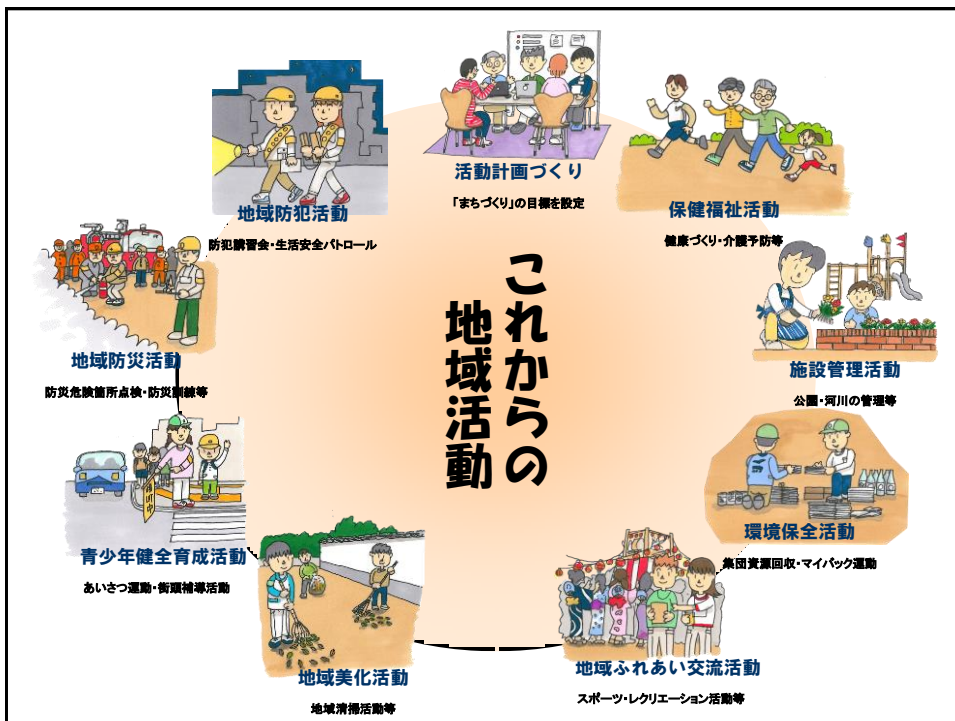 これからの
地域活動
活動計画づくり
「まちづくり」の目標を設定
保健福祉活動
健康づくり・介護予防等
施設管理活動
公園・河川の管理等
環境保全活動
集団資源回収・マイバック運動
地域ふれあい交流活動
スポーツ・レクリエーション活動等
地域美化活動
地域清掃活動等
青少年健全育成活動
あいさつ運動・街頭補導活動
地域防災活動
防災危険箇所点検・防災訓練等
地域防犯活動
防犯講習会・生活安全パトロール